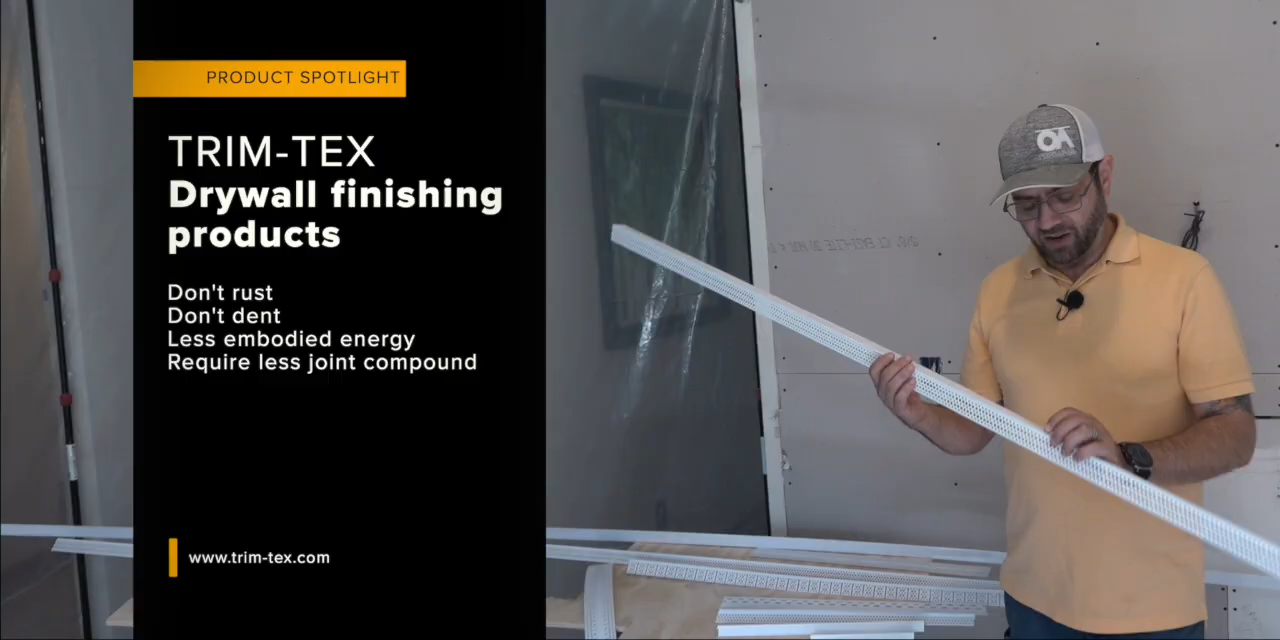 PRODUCT SPOTLIGHT
TRIM-TEX
Drywall finishing
products
Don't rust
Don't dent
Less embodied energy
Require less joint compound
www.trim-tex.com